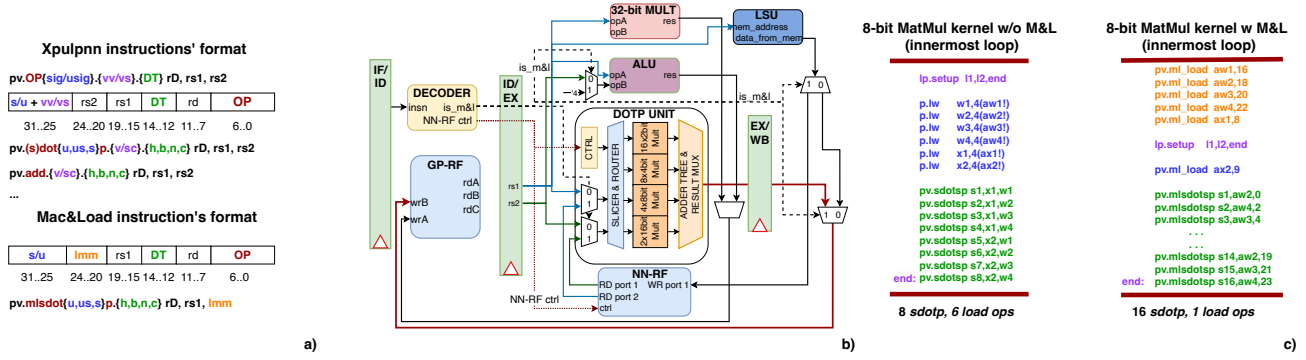 Xpulpnn instructions' format
pv.OP{sig/usig}.{vv/vs}.{DT} rD, rs1, rs2
s/u + vv/vs rs2 rs1 DT rd OP
31..25 24..20 19..15 14..12 11..7 6..0
pv.(s)dot{u,us,s}p.{v/sc}.{h,b,n,c} rD, rs1, rs2
pv.add.{v/sc}.{h,b,n,c} rD, rs1, rs2
...
Mac&Load instruction's format
s/u Imm rs1 DT rd OP
31..25 24..20 19..15 14..12 11..7 6..0
pv.mlsdot{u,us,s}p.{h,b,n,c} rD, rs1, Imm
a)
IF/
ID
DECODER
insn
is_m&l
NN-RF ctrl
GP-RF
rdA
rdB
rdC
wrB
wrA
ID/
EX
rs1
rs2
NN-RF ctrl
32-bit MULT
opA
opB
res
LSU
mem_address
data_from_mem
is_m&l
0
1
"4
ALU
opA
opB
res
is_m&l
1 0
DOTP UNIT
CTRL
0
1
0
1
SLICER & ROUTER
16x2bit
Mult
8x4bit
Mult
4x8bit
Mult
2x16bit
Mult
ADDER TREE &
RESULT MUX
EX/
WB
1 0
NN-RF
RD port 1
RD port 2
ctrl
WR port 1
b)
8-bit MatMul kernel w/o M&L
(innermost loop)
lp.setup l1,l2,end
p.lw w1,4(aw1!)
p.lw w2,4(aw2!)
p.lw w3,4(aw3!)
p.lw w4,4(aw4!)
p.lw x1,4(ax1!)
p.lw x2,4(ax2!)
pv.sdotsp s1,x1,w1
pv.sdotsp s2,x1,w2
pv.sdotsp s3,x1,w3
pv.sdotsp s4,x1,w4
pv.sdotsp s5,x2,w1
pv.sdotsp s6,x2,w2
pv.sdotsp s7,x2,w3
end: pv.sdotsp s8,x2,w4
8 sdotp, 6 load ops
8-bit MatMul kernel w M&L
(innermost loop)
pv.ml_load aw1,16
pv.ml_load aw2,18
pv.ml_load aw3,20
pv.ml_load aw4,22
pv.ml_load ax1,8
lp.setup l1,l2,end
pv.ml_load ax2,9
pv.mlsdotsp s1,aw2,0
pv.mlsdotsp s2,aw4,2
pv.mlsdotsp s3,aw3,4
. . .
. . .
pv.mlsdotsp s14,aw2,19
pv.mlsdotsp s15,aw3,21
end: pv.mlsdotsp s16,aw4,23
16 sdotp, 1 load ops
c)